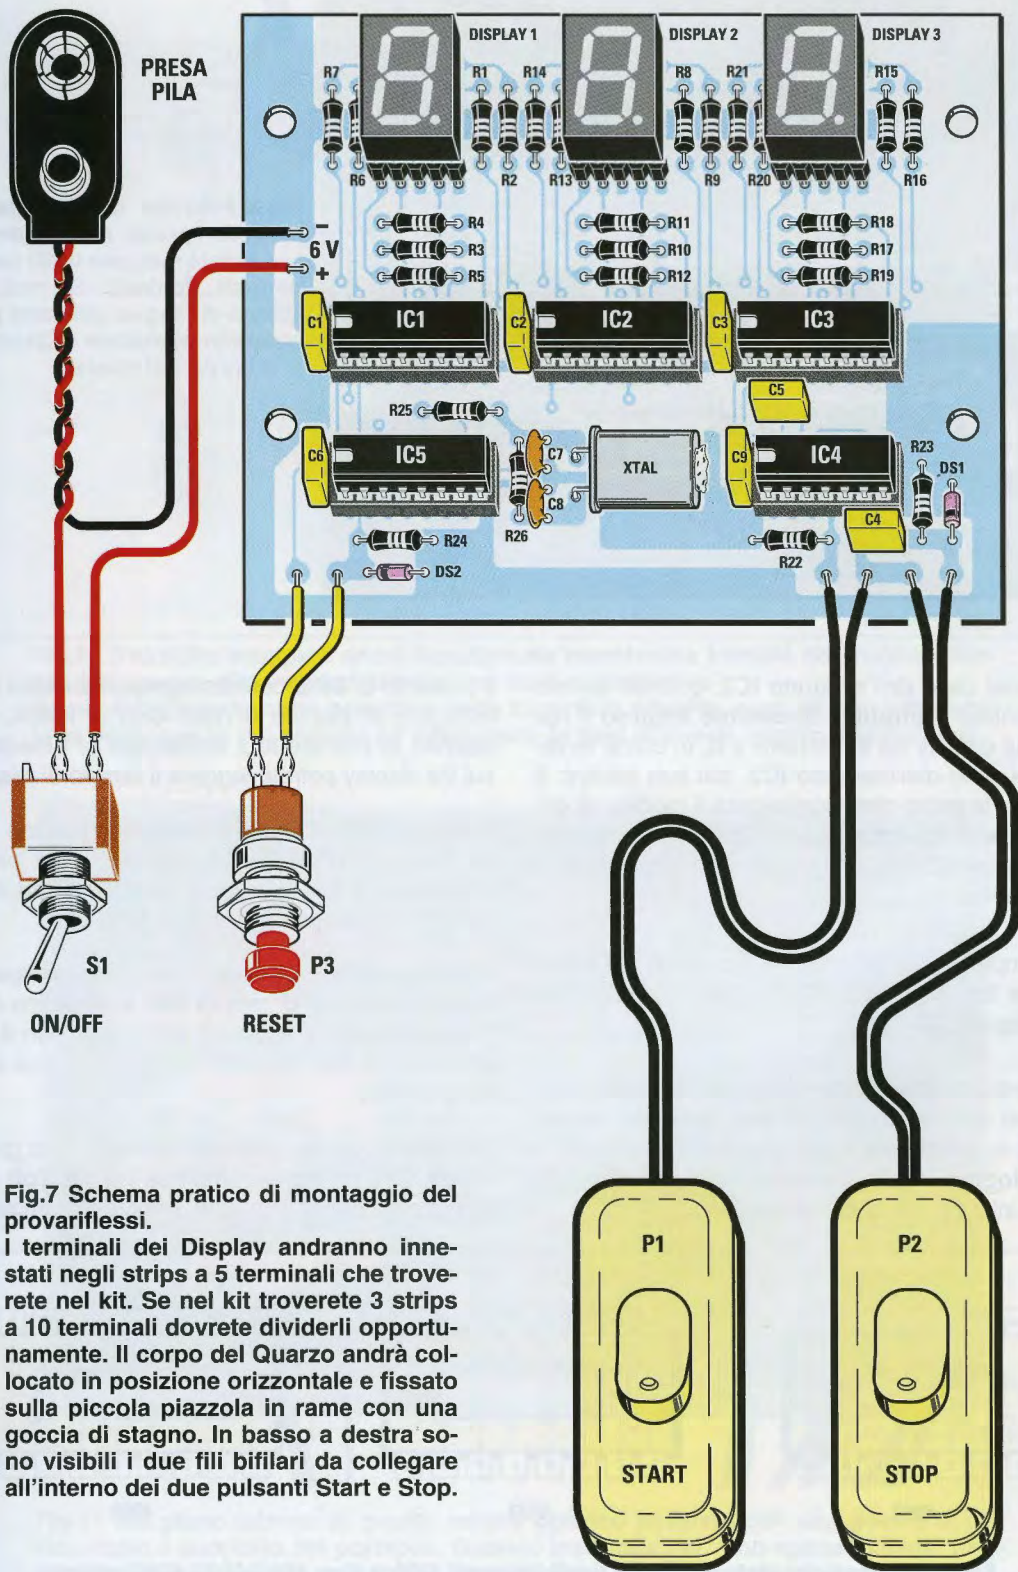 PRESA
PILA
DISPLAY 1
DISPLAY 2
DISPLAY 3
R7
R1
R14
R8
R21
R15
R6
R2
R13
R9
R20
R16
R4
R11
R18
R3
R10
R17
R5
R12
R19
–
6 V
+
C1
IC1
C2
IC2
C3
IC3
C5
R25
C6
IC5
C7
C8
R26
XTAL
C9
IC4
R23
DS1
C4
R24
R22
DS2
S1
ON/OFF
P3
RESET
P1
START
P2
STOP
Fig.7 Schema pratico di montaggio del
provariflessi.
I terminali dei Display andranno inne-
stati negli strips a 5 terminali che trove-
rete nel kit. Se nel kit troverete 3 strips
a 10 terminali dovrete dividerli opportu-
namente. Il corpo del Quarzo andrà col-
locato in posizione orizzontale e fissato
sulla piccola piazzola in rame con una
goccia di stagno. In basso a destra so-
no visibili i due fili bifilari da collegare
all'interno dei due pulsanti Start e Stop.